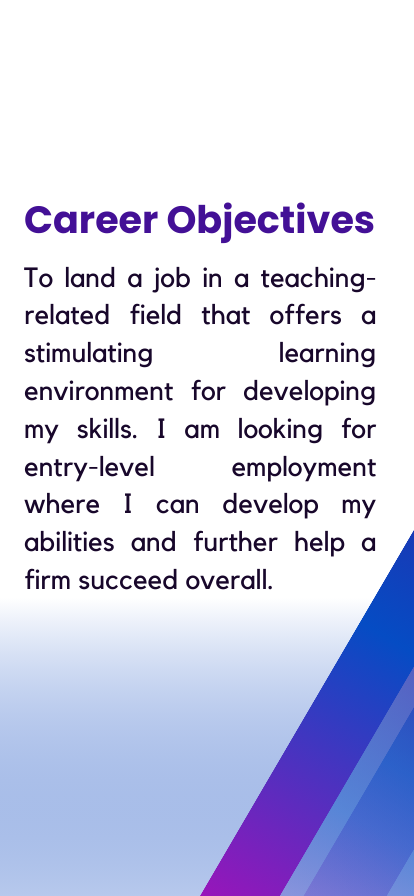 Career Objectives
To land a job in a teaching-
related field that offers a
stimulating learning
environment for developing
my skills. I am looking for
entry-level employment
where I can develop my
abilities and further help a
firm succeed overall.